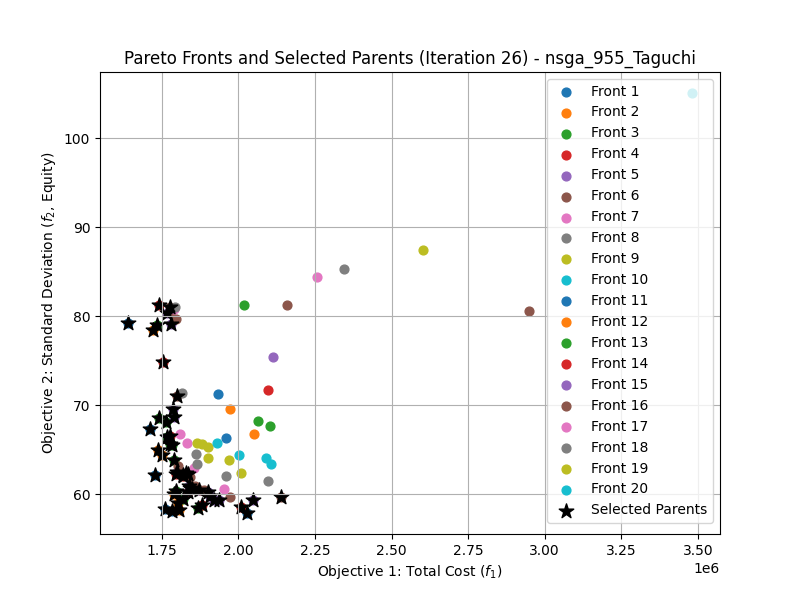 Pareto Fronts and Selected Parents (Iteration 26) - nsga_955_Taguchi
Objective 2: Standard Deviation (f₂, Equity)
100
90
80
70
60
1.75
2.00
2.25
2.50
2.75
3.00
3.25
3.50
1e6
Objective 1: Total Cost (f₁)
Front 1
Front 2
Front 3
Front 4
Front 5
Front 6
Front 7
Front 8
Front 9
Front 10
Front 11
Front 12
Front 13
Front 14
Front 15
Front 16
Front 17
Front 18
Front 19
Front 20
Selected Parents